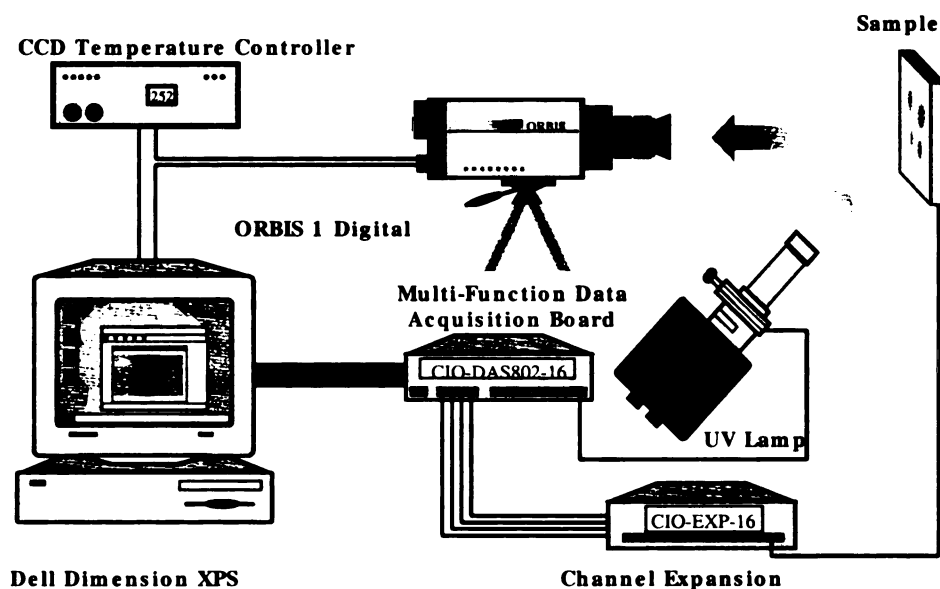 Sample
CCD Temperature Controller
252
ORBIS
ORBIS 1 Digital
Multi-Function Data
Acquisition Board
CIO-DAS802-16
UV Lamp
CIO-EXP-16
Dell Dimension XPS
Channel Expansion